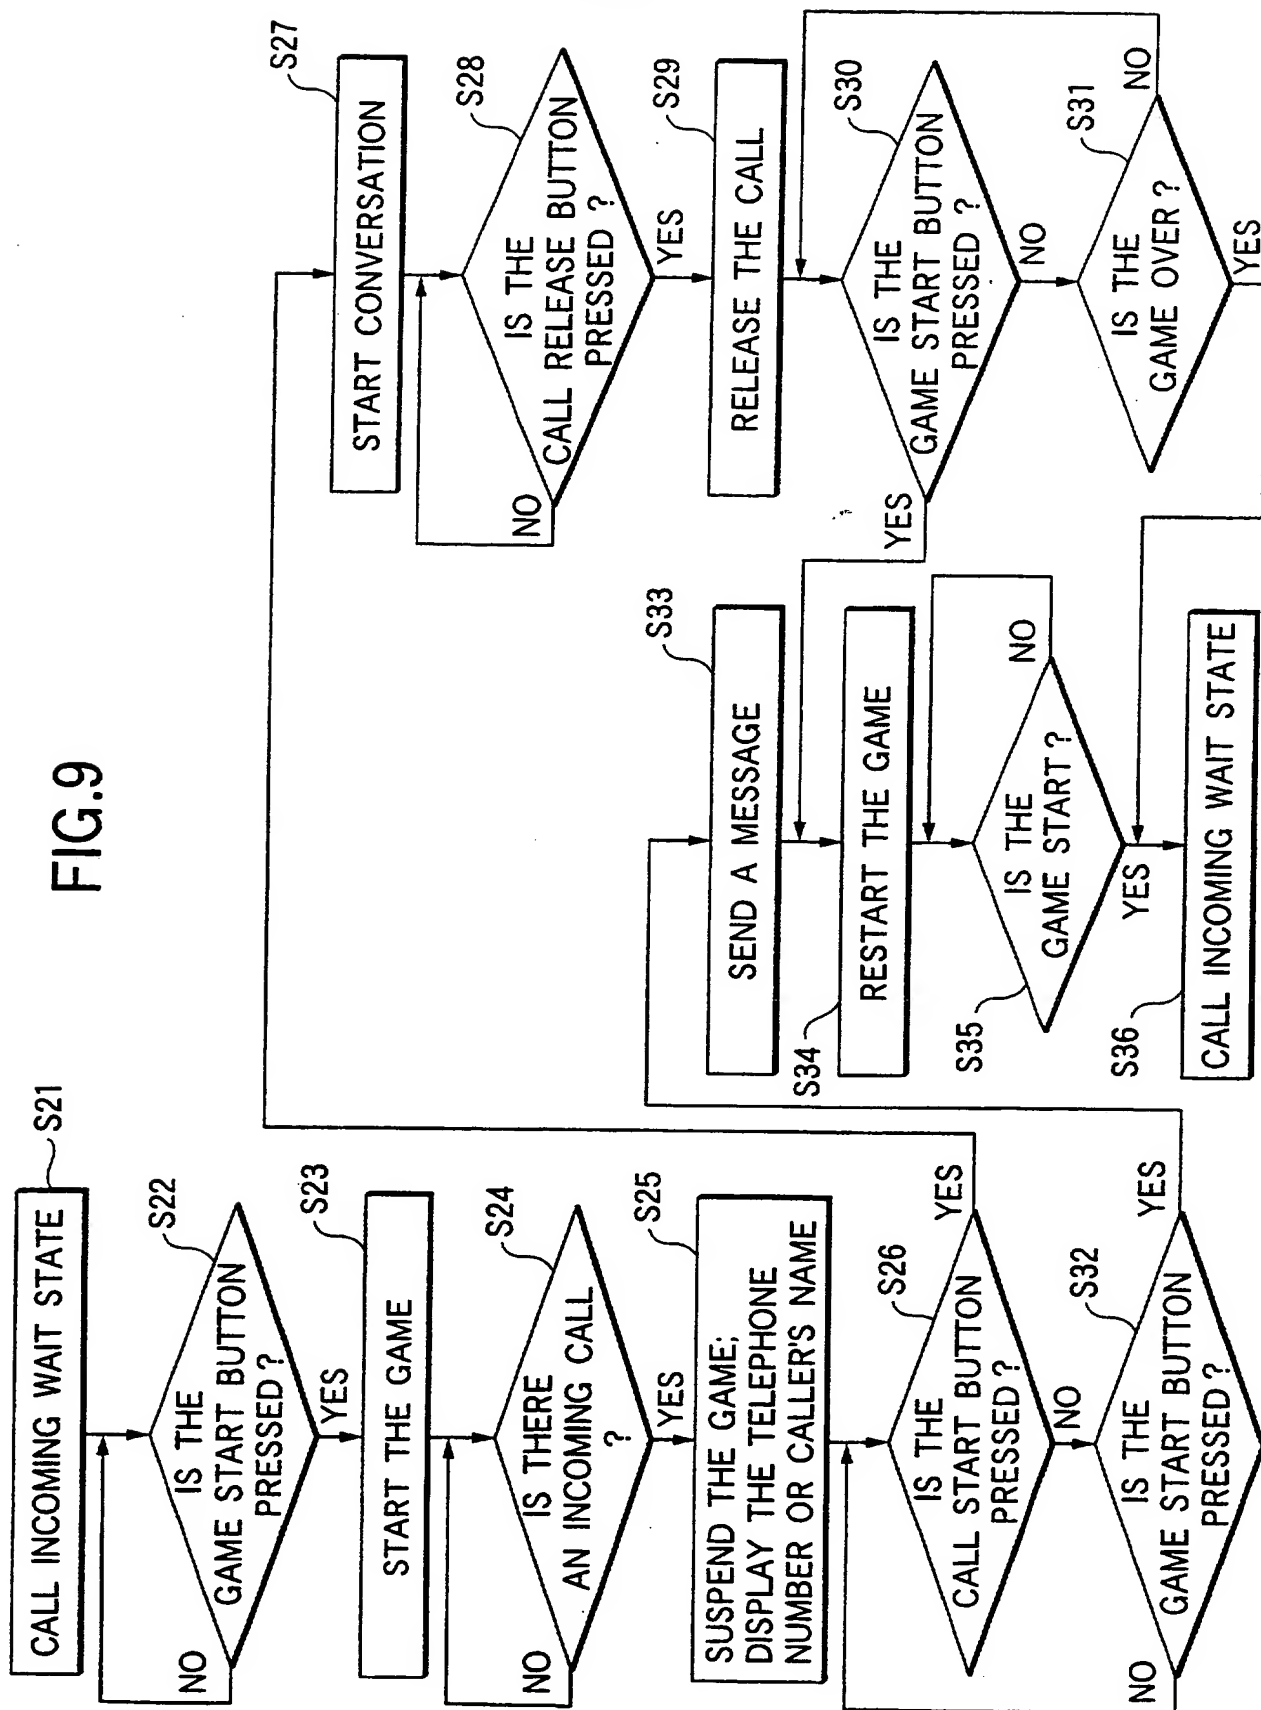 FIG.9
S21
CALL INCOMING WAIT STATE
S22
IS THE
GAME START BUTTON
PRESSED?
NO
YES
S23
START THE GAME
S24
IS THERE
AN INCOMING CALL
?
NO
YES
S25
SUSPEND THE GAME;
DISPLAY THE TELEPHONE
NUMBER OR CALLER'S NAME
S26
IS THE
CALL START BUTTON
PRESSED?
YES
NO
S32
IS THE
GAME START BUTTON
PRESSED?
YES
NO
S33
SEND A MESSAGE
S34
RESTART THE GAME
S35
IS THE
GAME START?
NO
YES
S36
CALL INCOMING WAIT STATE
S27
START CONVERSATION
S28
IS THE
CALL RELEASE BUTTON
PRESSED ?
NO
YES
S29
RELEASE THE CALL
S30
IS THE
GAME START BUTTON
PRESSED ?
YES
NO
S31
IS THE
GAME OVER?
NO
YES